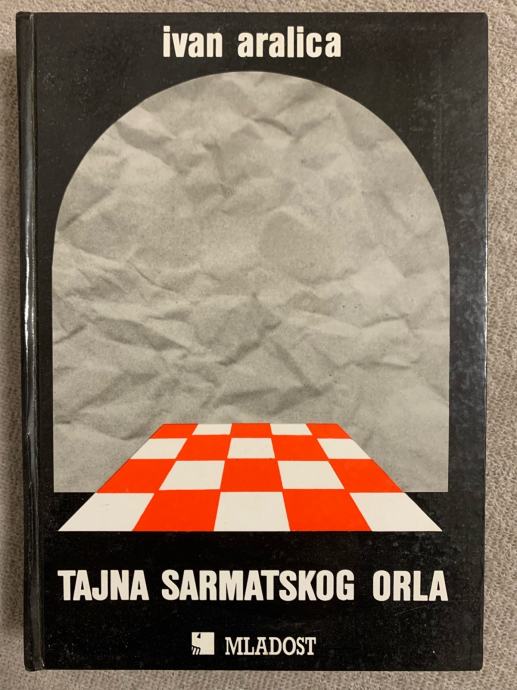 ivan aralica
TAJNA SARMATSKOG ORLA
MLADOST